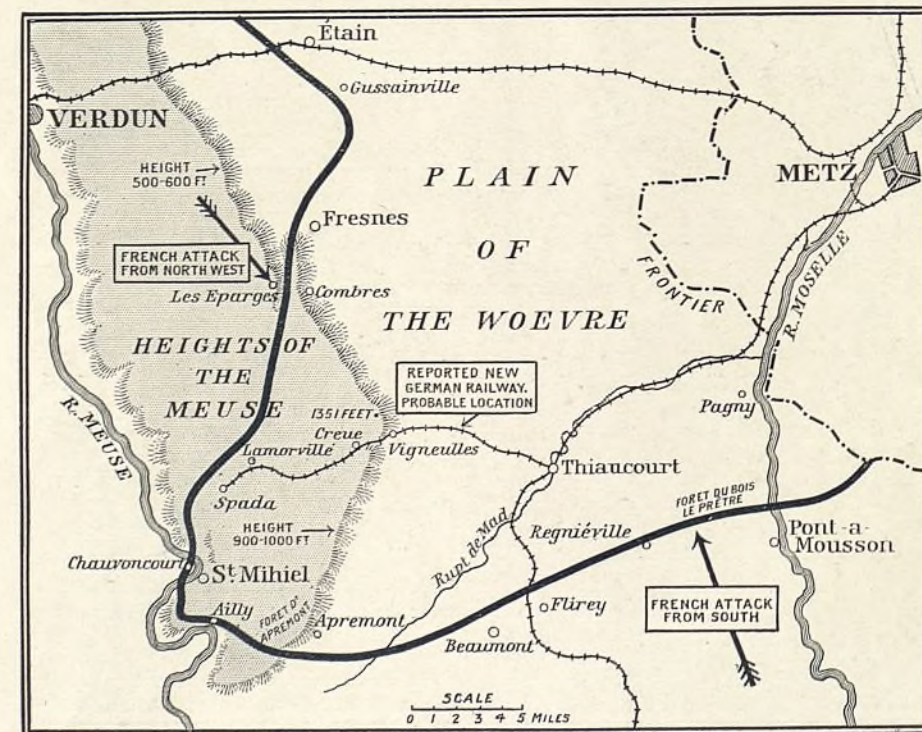 Étain
Gussainville
VERDUN
HEIGHT
500-600 FT.
PLAIN
OF
THE WOEVRE
METZ
Fresnes
FRENCH ATTACK
FROM NORTH WEST
Les Eparges
Combres
FRONTIER
R. MOSELLE
HEIGHTS OF
THE
MEUSE
R. MEUSE
REPORTED NEW
GERMAN RAILWAY.
PROBABLE LOCATION
1351 FEET
Creue
Vigneulles
Lamorville
Spada
Pagny
Thiaucourt
FORET DU BOIS
LE PRÊTRE
HEIGHT
900-1000 FT
Rupt de Mad
Regniéville
Pont-a-
Mousson
Chauvoncourt
St. Mihiel
Ailly
FORET D'
APREMONT
Apremont
Flirey
Beaumont
FRENCH ATTACK
FROM SOUTH
SCALE
0 1 2 3 4 5 MILES